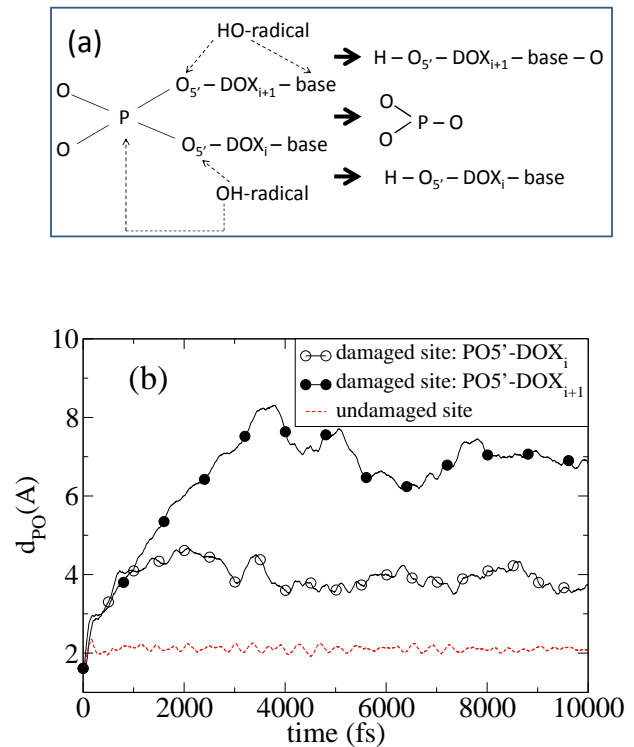 (a)
HO-radical
H – O5’ – DOXi+1 – base – O
O
O5’ – DOXi+1 – base
P
O
P – O
O
O
O5’ – DOXi – base
OH-radical
H – O5’ – DOXi – base
10
8
6
4
2
dPO(A)
(b)
damaged site: PO5’-DOXi
damaged site: PO5’-DOXi+1
undamaged site
0 2000 4000 6000 8000 10000
time (fs)